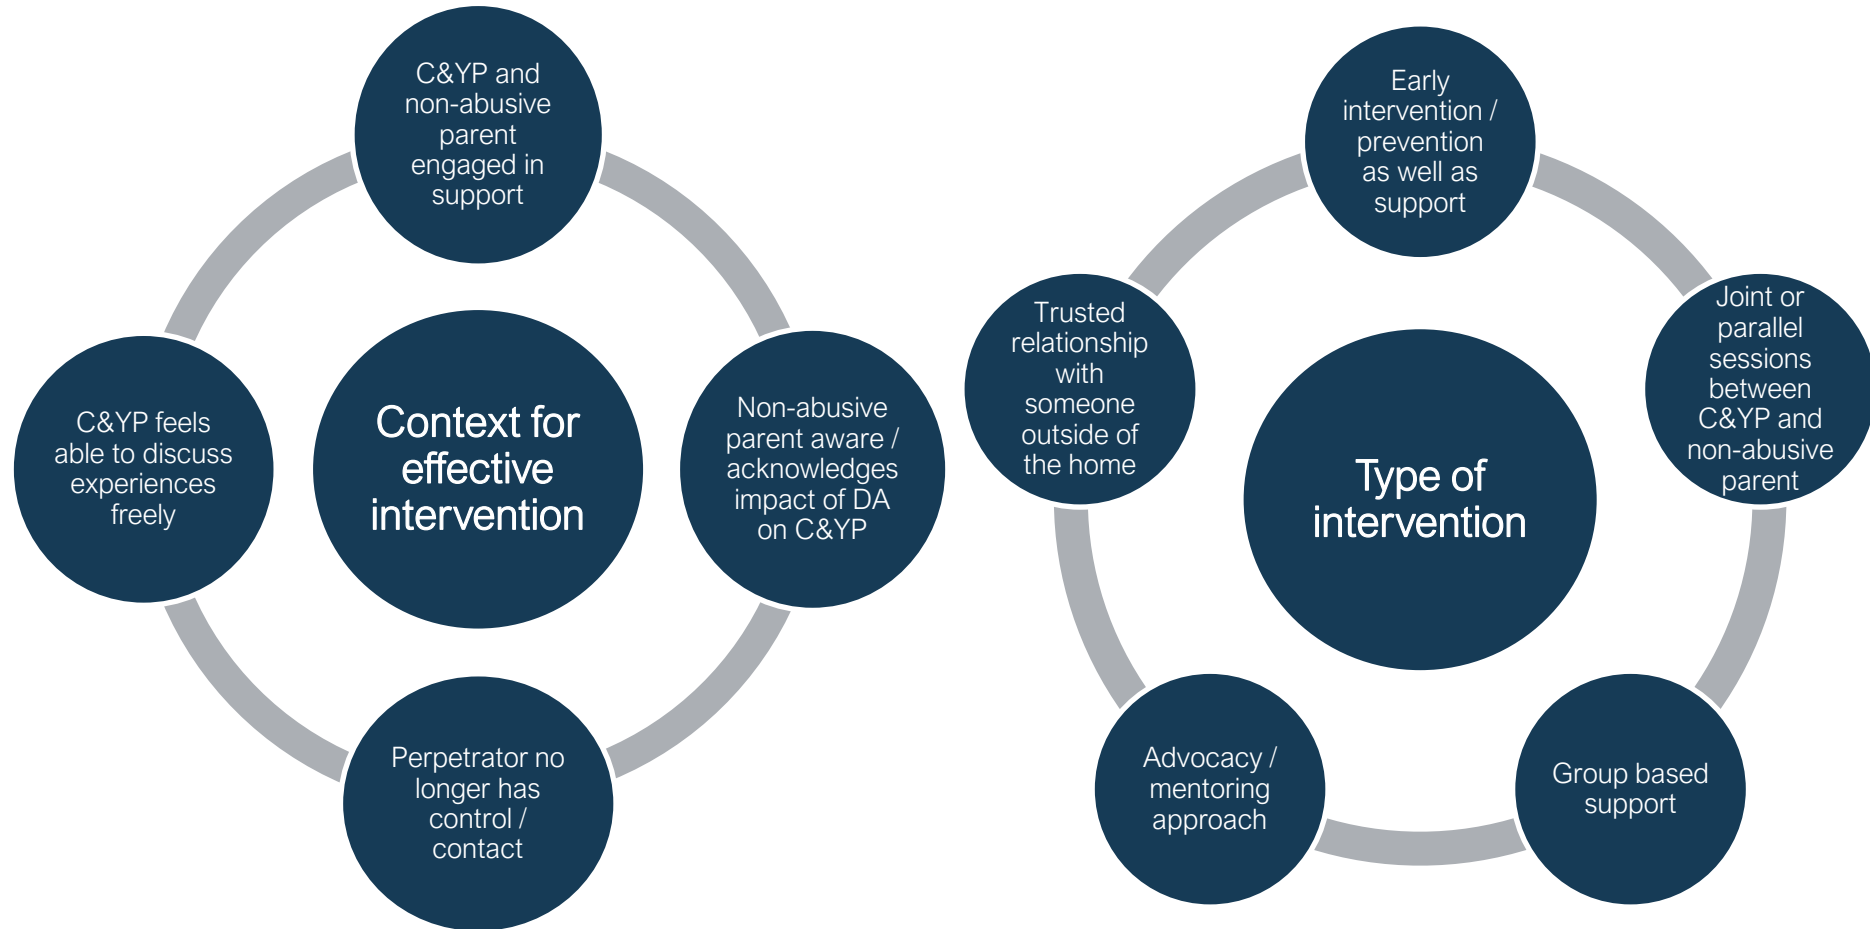 C&YP and
non-abusive
parent
engaged in
support
Non-abusive
parent aware /
acknowledges
impact of DA
on C&YP
Perpetrator no
longer has
control /
contact
C&YP feels
able to discuss
experiences
freely
Context for
effective
intervention
Early
intervention /
prevention
as well as
support
Joint or
parallel
sessions
between
C&YP and
non-abusive
parent
Group based
support
Advocacy /
mentoring
approach
Trusted
relationship
with
someone
outside of
the home
Type of
intervention